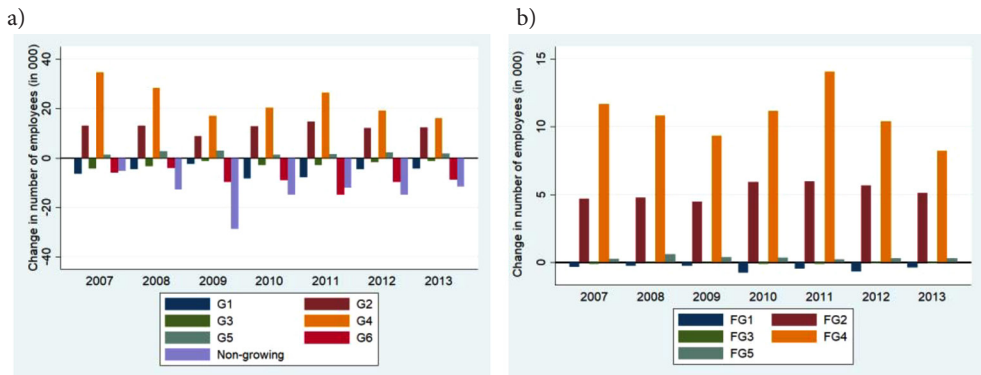 a)
Change in number of employees (in 000)
40
20
0
-20
-40
2007 2008 2009 2010 2011 2012 2013
G1 G2
G3 G4
G5 G6
Non-growing
b)
Change in number of employees (in 000)
15
10
5
0
2007 2008 2009 2010 2011 2012 2013
FG1 FG2
FG3 FG4
FG5